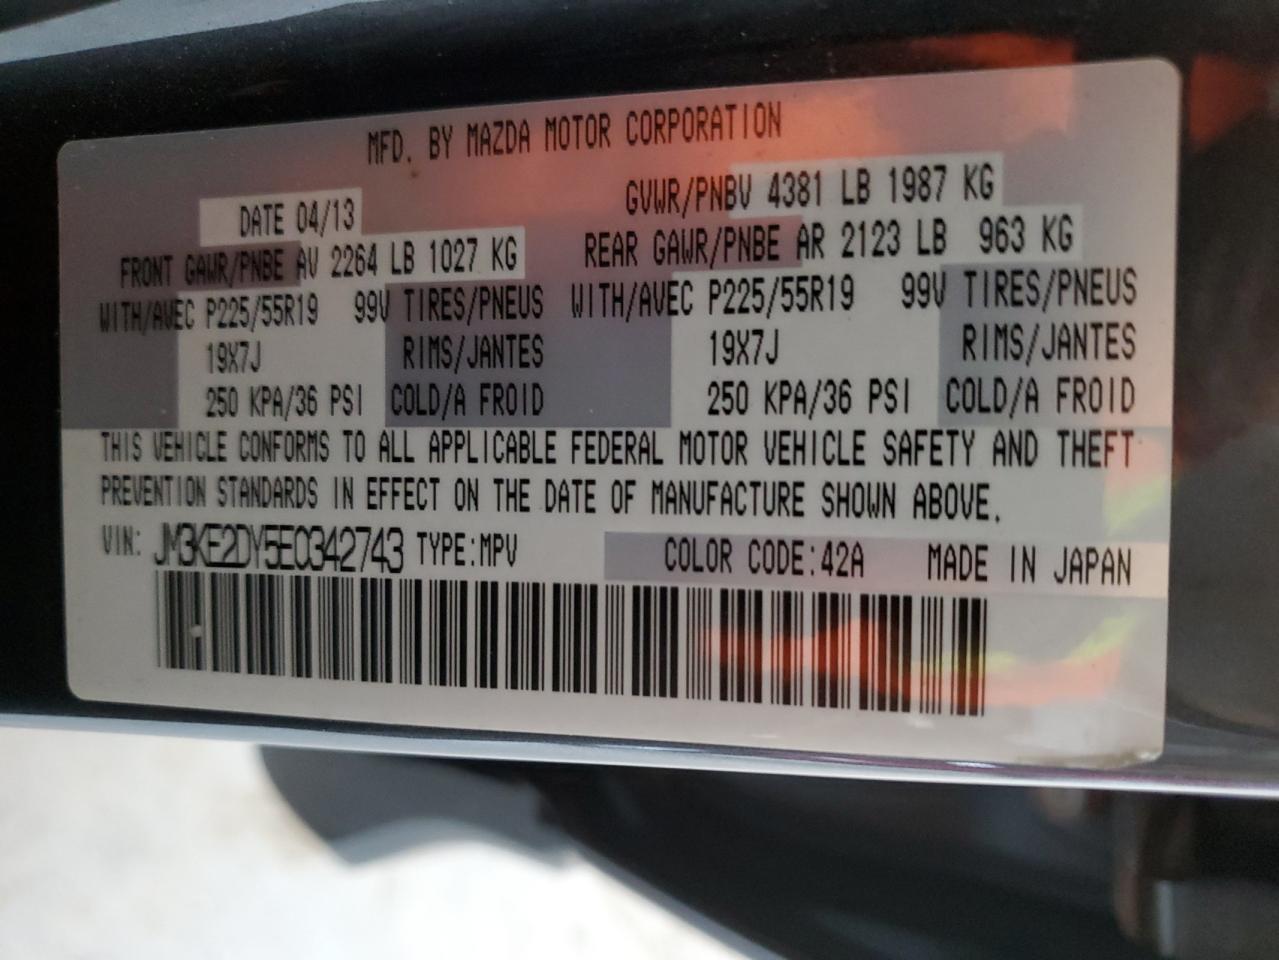 MFD. BY MAZDA MOTOR CORPORATION
DATE 04/13 GVWR/PNBV 4381 LB 1987 KG
FRONT GAWR/PNBE AV 2264 LB 1027 KG REAR GAWR/PNBE AR 2123 LB 963 KG
WITH/AVEC P225/55R19 99V TIRES/PNEUS WITH/AVEC P225/55R19 99V TIRES/PNEUS
19X7J RIMS/JANTES 19X7J RIMS/JANTES
250 KPA/36 PSI COLD/A FROID 250 KPA/36 PSI COLD/A FROID
THIS VEHICLE CONFORMS TO ALL APPLICABLE FEDERAL MOTOR VEHICLE SAFETY AND THEFT
PREVENTION STANDARDS IN EFFECT ON THE DATE OF MANUFACTURE SHOWN ABOVE.
VIN: JM3KE2DY5E0342743 TYPE:MPV COLOR CODE:42A MADE IN JAPAN